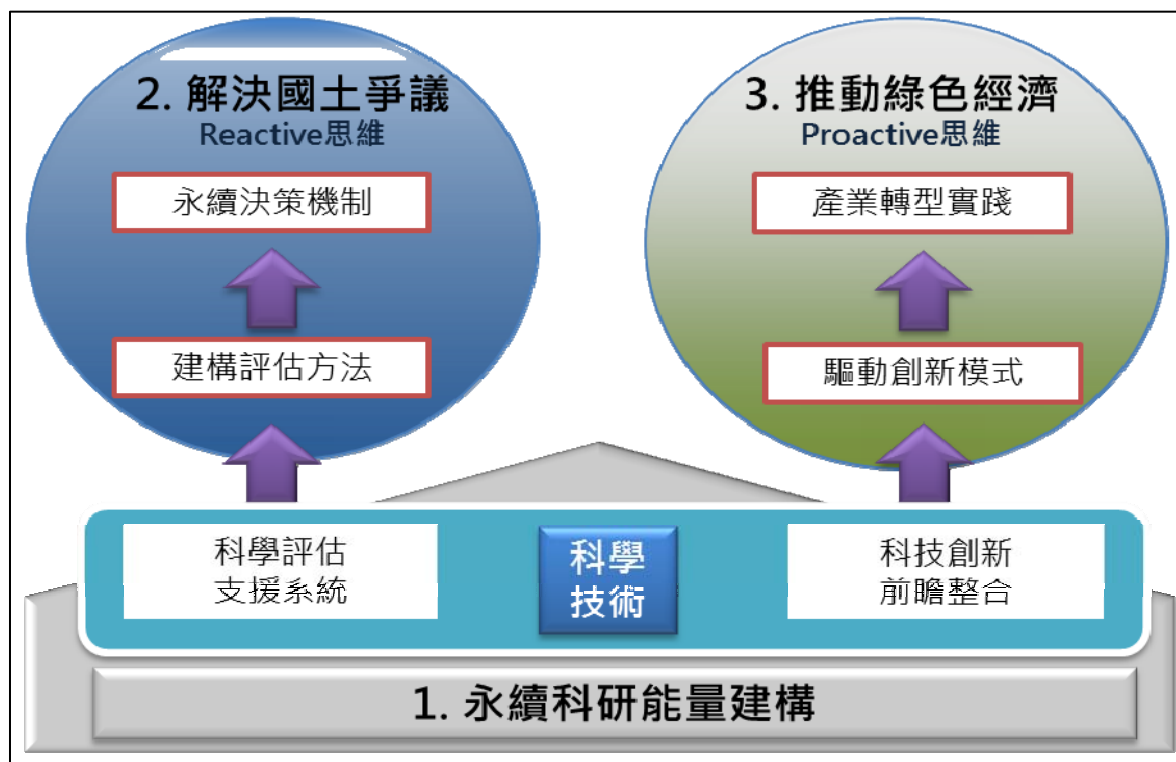 2. 解決國土爭議
Reactive思維
永續決策機制
建構評估方法
3. 推動綠色經濟
Proactive思維
產業轉型實踐
驅動創新模式
科學評估
支援系統
科學
技術
科技創新
前瞻整合
1. 永續科研能量建構